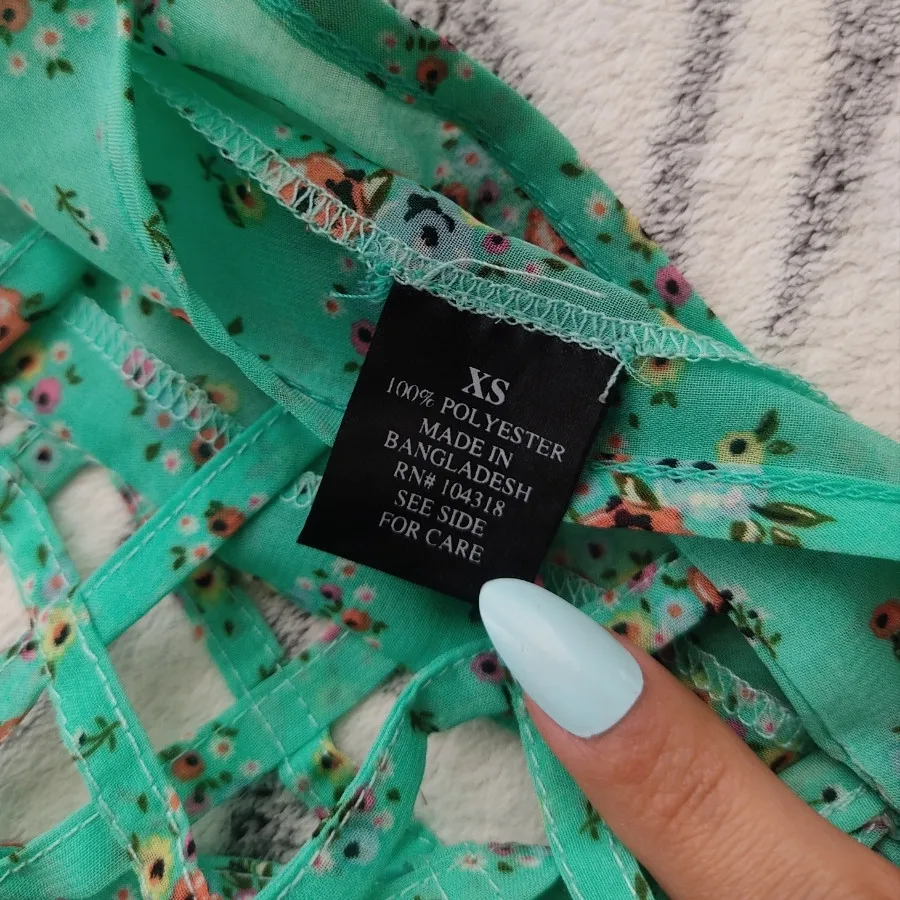 XS
100% POLYESTER
MADE IN
BANGLADESH
RN# 104318
SEE SIDE
FOR CARE